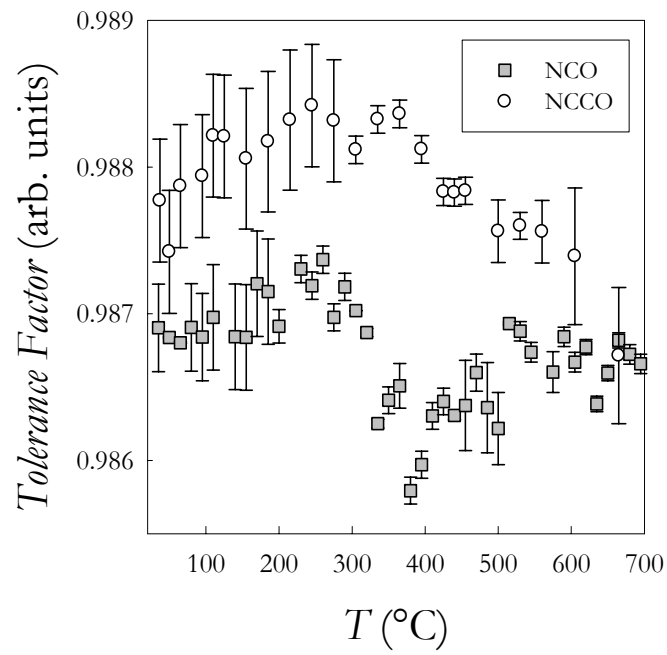 0.989
0.988
0.987
0.986
Tolerance Factor (arb. units)
NCO
NCCO
100 200 300 400 500 600 700
T (°C)